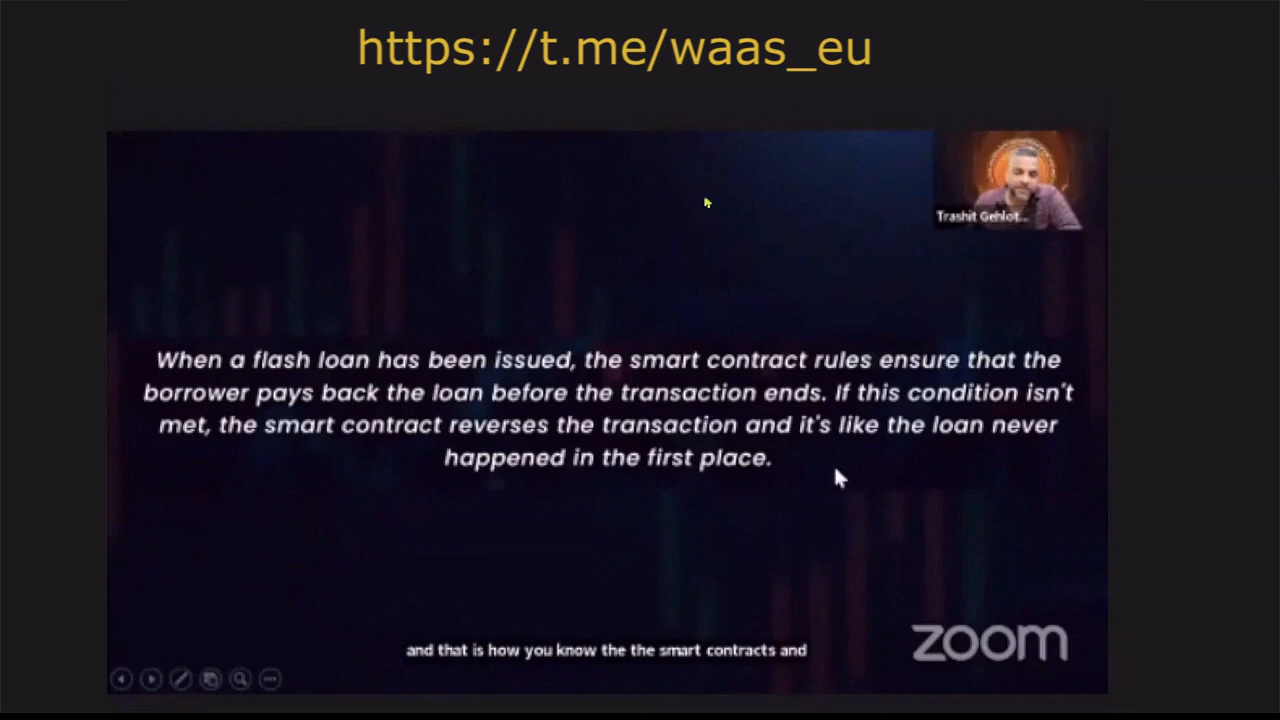 https://t.me/waas_eu
Trashit Gehlot...
When a flash loan has been issued, the smart contract rules ensure that the
borrower pays back the loan before the transaction ends. If this condition isn't
met, the smart contract reverses the transaction and it's like the loan never
happened in the first place.
and that is how you know the the smart contracts and
zoom